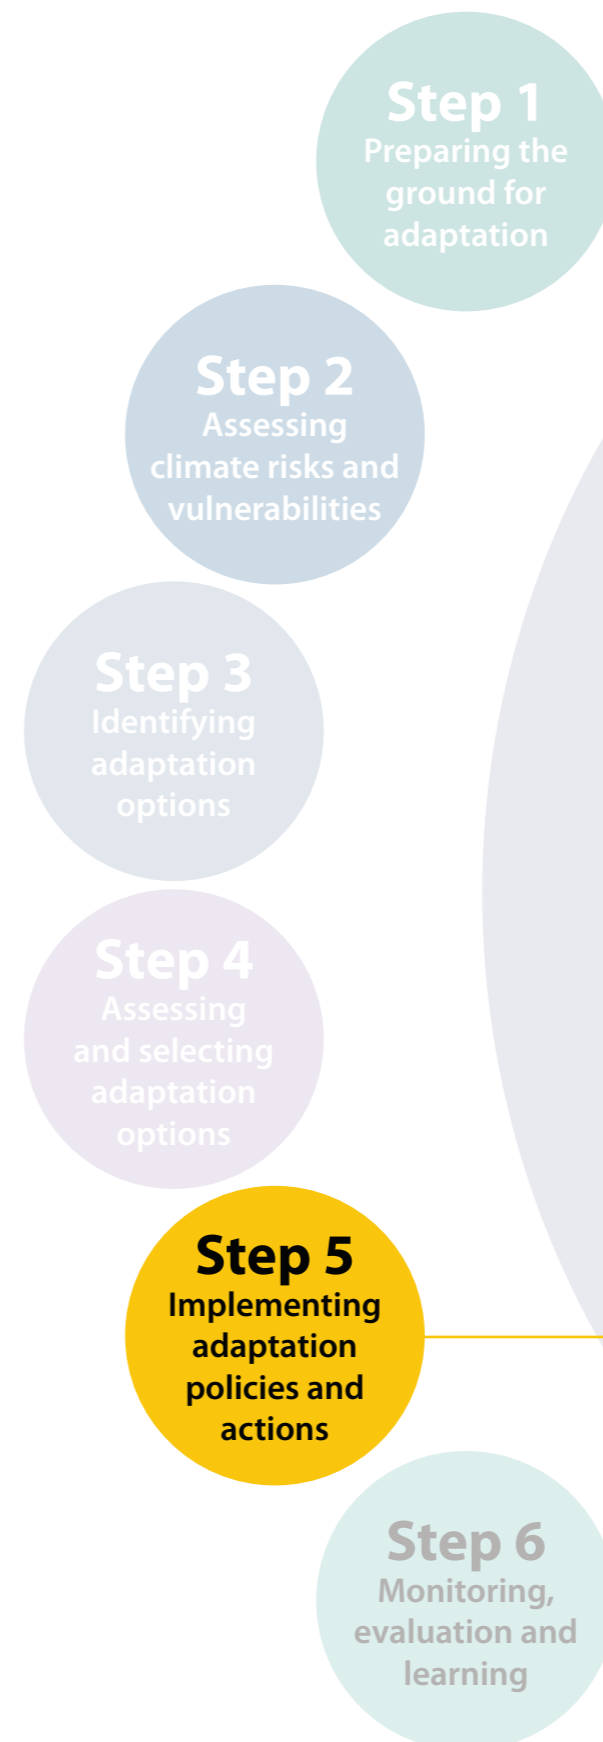 Step 1
Preparing the
ground for
adaptation
Step 2
Assessing
climate risks and
vulnerabilities
Step 3
Identifying
adaptation
options
Step 4
Assessing
and selecting
adaptation
options
Step 5
Implementing
adaptation
policies and
actions
Step 6
Monitoring,
evaluation and
learning